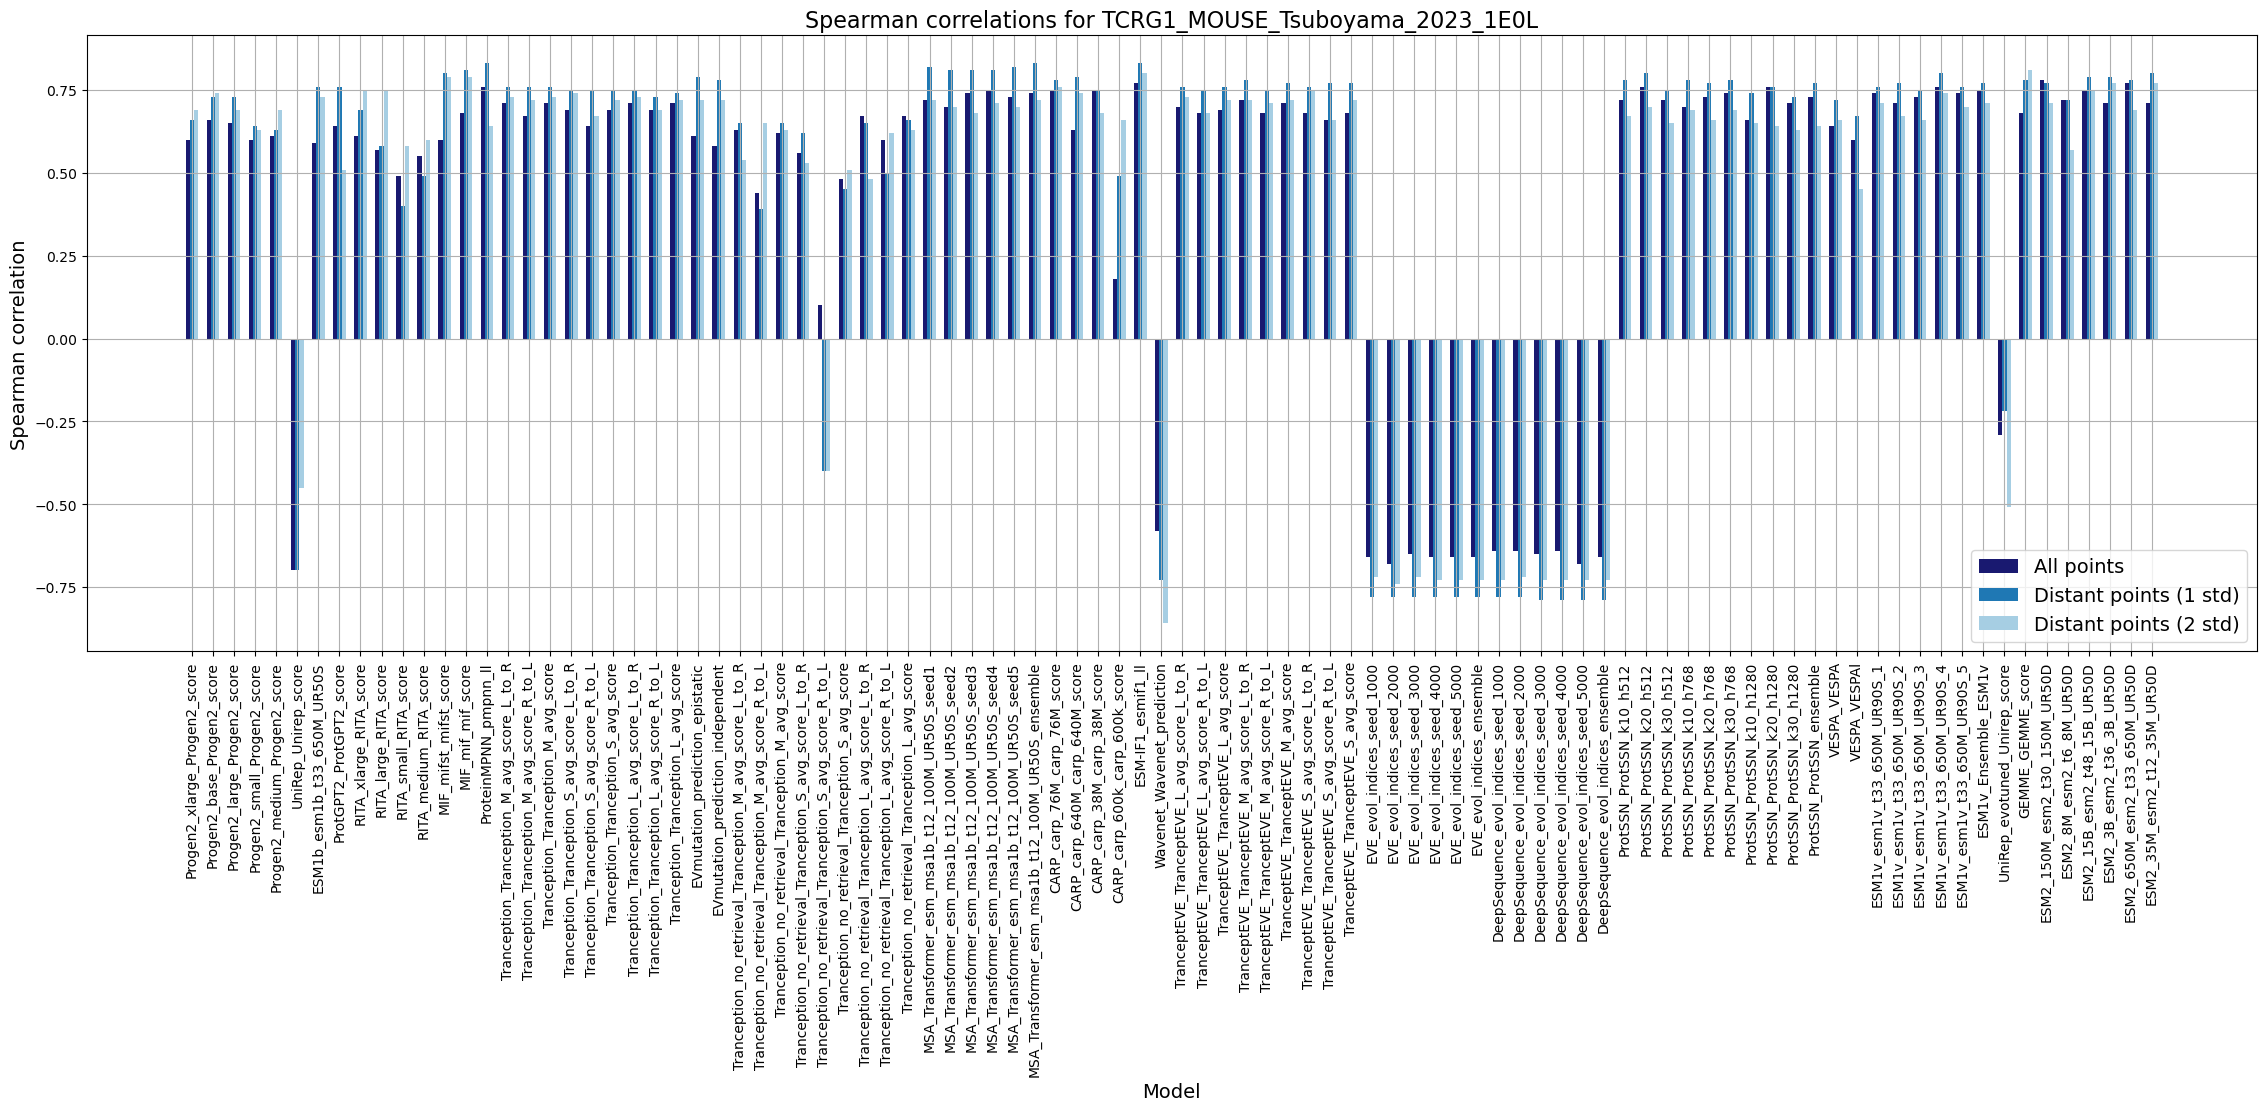 Spearman correlations for TCRG1_MOUSE_Tsuboyama_2023_1E0L
Spearman correlation
0.75
0.50
0.25
0.00
−0.25
−0.50
−0.75
All points
Distant points (1 std)
Distant points (2 std)
Progen2_xlarge_Progen2_score
Progen2_base_Progen2_score
Progen2_large_Progen2_score
Progen2_small_Progen2_score
Progen2_medium_Progen2_score
UniRep_Unirep_score
ESM1b_esm1b_t33_650M_UR50S
ProtGPT2_ProtGPT2_score
RITA_xlarge_RITA_score
RITA_large_RITA_score
RITA_small_RITA_score
RITA_medium_RITA_score
MIF_mifst_mifst_score
MIF_mif_mif_score
ProteinMPNN_pmpnn_ll
Tranception_Tranception_M_avg_score_L_to_R
Tranception_Tranception_M_avg_score_R_to_L
Tranception_Tranception_M_avg_score
Tranception_Tranception_S_avg_score_L_to_R
Tranception_Tranception_S_avg_score_R_to_L
Tranception_Tranception_S_avg_score
Tranception_Tranception_L_avg_score_L_to_R
Tranception_Tranception_L_avg_score_R_to_L
Tranception_Tranception_L_avg_score
EVmutation_prediction_epistatic
EVmutation_prediction_independent
Tranception_no_retrieval_Tranception_M_avg_score_L_to_R
Tranception_no_retrieval_Tranception_M_avg_score_R_to_L
Tranception_no_retrieval_Tranception_M_avg_score
Tranception_no_retrieval_Tranception_S_avg_score_L_to_R
Tranception_no_retrieval_Tranception_S_avg_score_R_to_L
Tranception_no_retrieval_Tranception_S_avg_score
Tranception_no_retrieval_Tranception_L_avg_score_L_to_R
Tranception_no_retrieval_Tranception_L_avg_score_R_to_L
Tranception_no_retrieval_Tranception_L_avg_score
MSA_Transformer_esm_msa1b_t12_100M_UR50S_seed1
MSA_Transformer_esm_msa1b_t12_100M_UR50S_seed2
MSA_Transformer_esm_msa1b_t12_100M_UR50S_seed3
MSA_Transformer_esm_msa1b_t12_100M_UR50S_seed4
MSA_Transformer_esm_msa1b_t12_100M_UR50S_seed5
MSA_Transformer_esm_msa1b_t12_100M_UR50S_ensemble
CARP_carp_76M_carp_76M_score
CARP_carp_640M_carp_640M_score
CARP_carp_38M_carp_38M_score
CARP_carp_600k_carp_600k_score
ESM-IF1_esmif1_ll
Wavenet_Wavenet_prediction
TranceptEVE_TranceptEVE_L_avg_score_L_to_R
TranceptEVE_TranceptEVE_L_avg_score_R_to_L
TranceptEVE_TranceptEVE_L_avg_score
TranceptEVE_TranceptEVE_M_avg_score_L_to_R
TranceptEVE_TranceptEVE_M_avg_score_R_to_L
TranceptEVE_TranceptEVE_M_avg_score
TranceptEVE_TranceptEVE_S_avg_score_L_to_R
TranceptEVE_TranceptEVE_S_avg_score_R_to_L
TranceptEVE_TranceptEVE_S_avg_score
EVE_evol_indices_seed_1000
EVE_evol_indices_seed_2000
EVE_evol_indices_seed_3000
EVE_evol_indices_seed_4000
EVE_evol_indices_seed_5000
EVE_evol_indices_ensemble
DeepSequence_evol_indices_seed_1000
DeepSequence_evol_indices_seed_2000
DeepSequence_evol_indices_seed_3000
DeepSequence_evol_indices_seed_4000
DeepSequence_evol_indices_seed_5000
DeepSequence_evol_indices_ensemble
ProtSSN_ProtSSN_k10_h512
ProtSSN_ProtSSN_k20_h512
ProtSSN_ProtSSN_k30_h512
ProtSSN_ProtSSN_k10_h768
ProtSSN_ProtSSN_k20_h768
ProtSSN_ProtSSN_k30_h768
ProtSSN_ProtSSN_k10_h1280
ProtSSN_ProtSSN_k20_h1280
ProtSSN_ProtSSN_k30_h1280
ProtSSN_ProtSSN_ensemble
VESPA_VESPA
VESPA_VESPAl
ESM1v_esm1v_t33_650M_UR90S_1
ESM1v_esm1v_t33_650M_UR90S_2
ESM1v_esm1v_t33_650M_UR90S_3
ESM1v_esm1v_t33_650M_UR90S_4
ESM1v_esm1v_t33_650M_UR90S_5
ESM1v_Ensemble_ESM1v
UniRep_evotuned_Unirep_score
GEMME_GEMME_score
ESM2_150M_esm2_t30_150M_UR50D
ESM2_8M_esm2_t6_8M_UR50D
ESM2_15B_esm2_t48_15B_UR50D
ESM2_3B_esm2_t36_3B_UR50D
ESM2_650M_esm2_t33_650M_UR50D
ESM2_35M_esm2_t12_35M_UR50D
Model